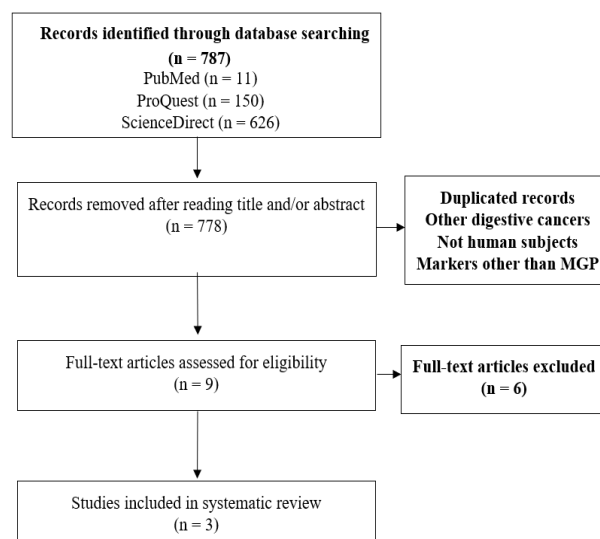 Records identified through database searching
(n = 787)
PubMed (n = 11)
ProQuest (n = 150)
ScienceDirect (n = 626)
Records removed after reading title and/or abstract
(n = 778)
Duplicated records
Other digestive cancers
Not human subjects
Markers other than MGP
Full-text articles assessed for eligibility
(n = 9)
Full-text articles excluded
(n = 6)
Studies included in systematic review
(n = 3)